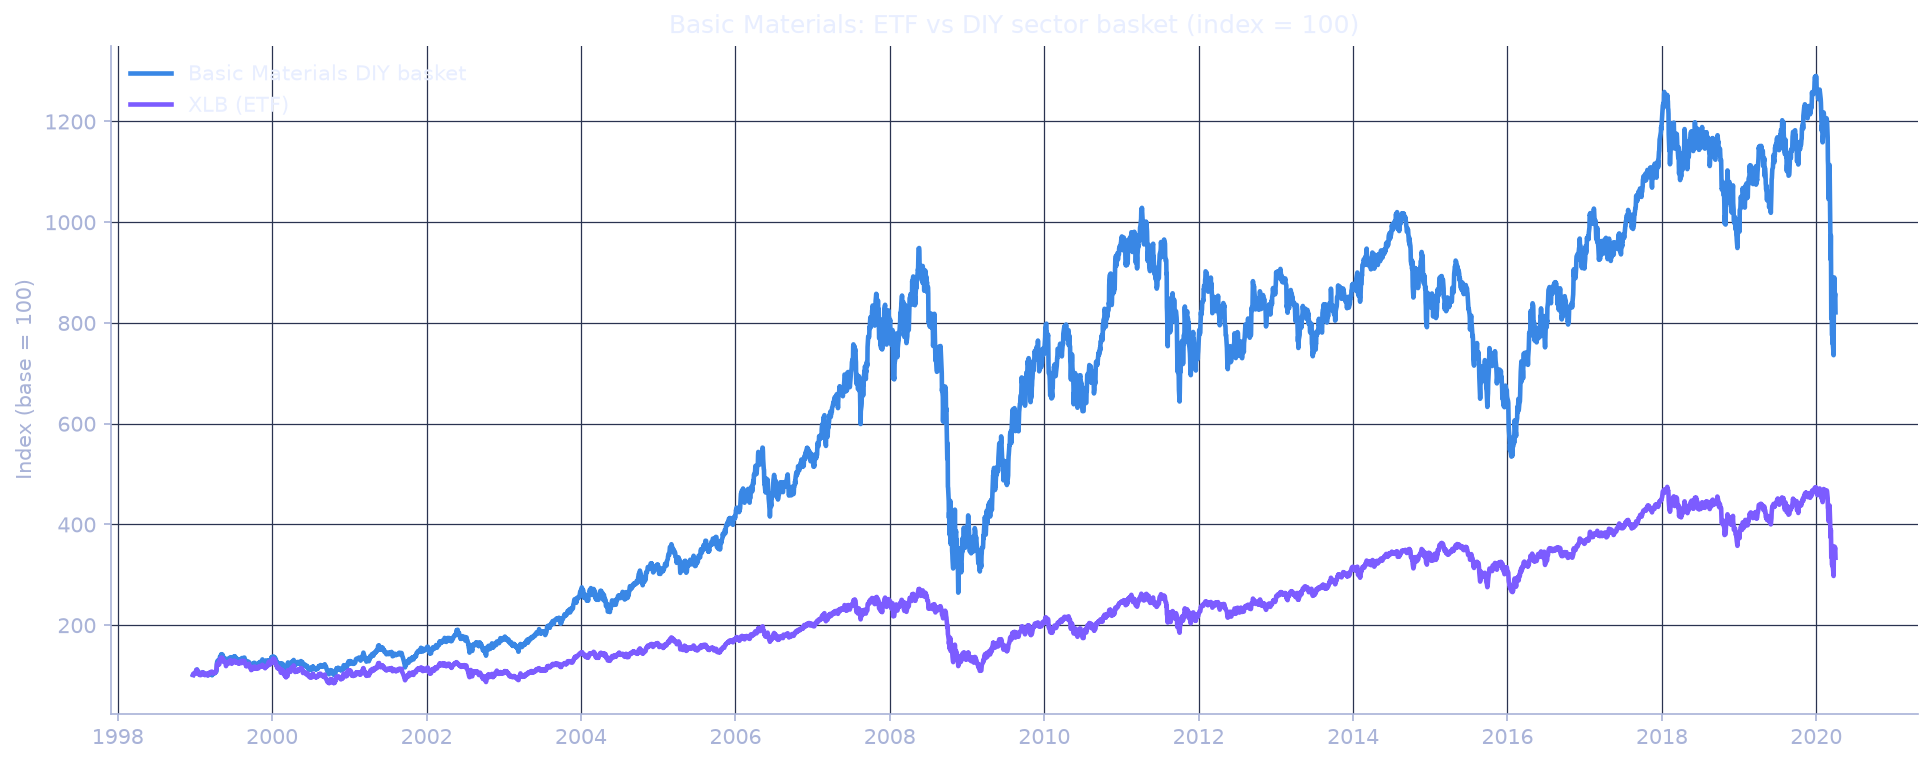 Basic Materials: ETF vs DIY sector basket (index = 100)
Basic Materials DIY basket
XLB (ETF)
Index (base = 100)
1200
1000
800
600
400
200
1998 2000 2002 2004 2006 2008 2010 2012 2014 2016 2018 2020